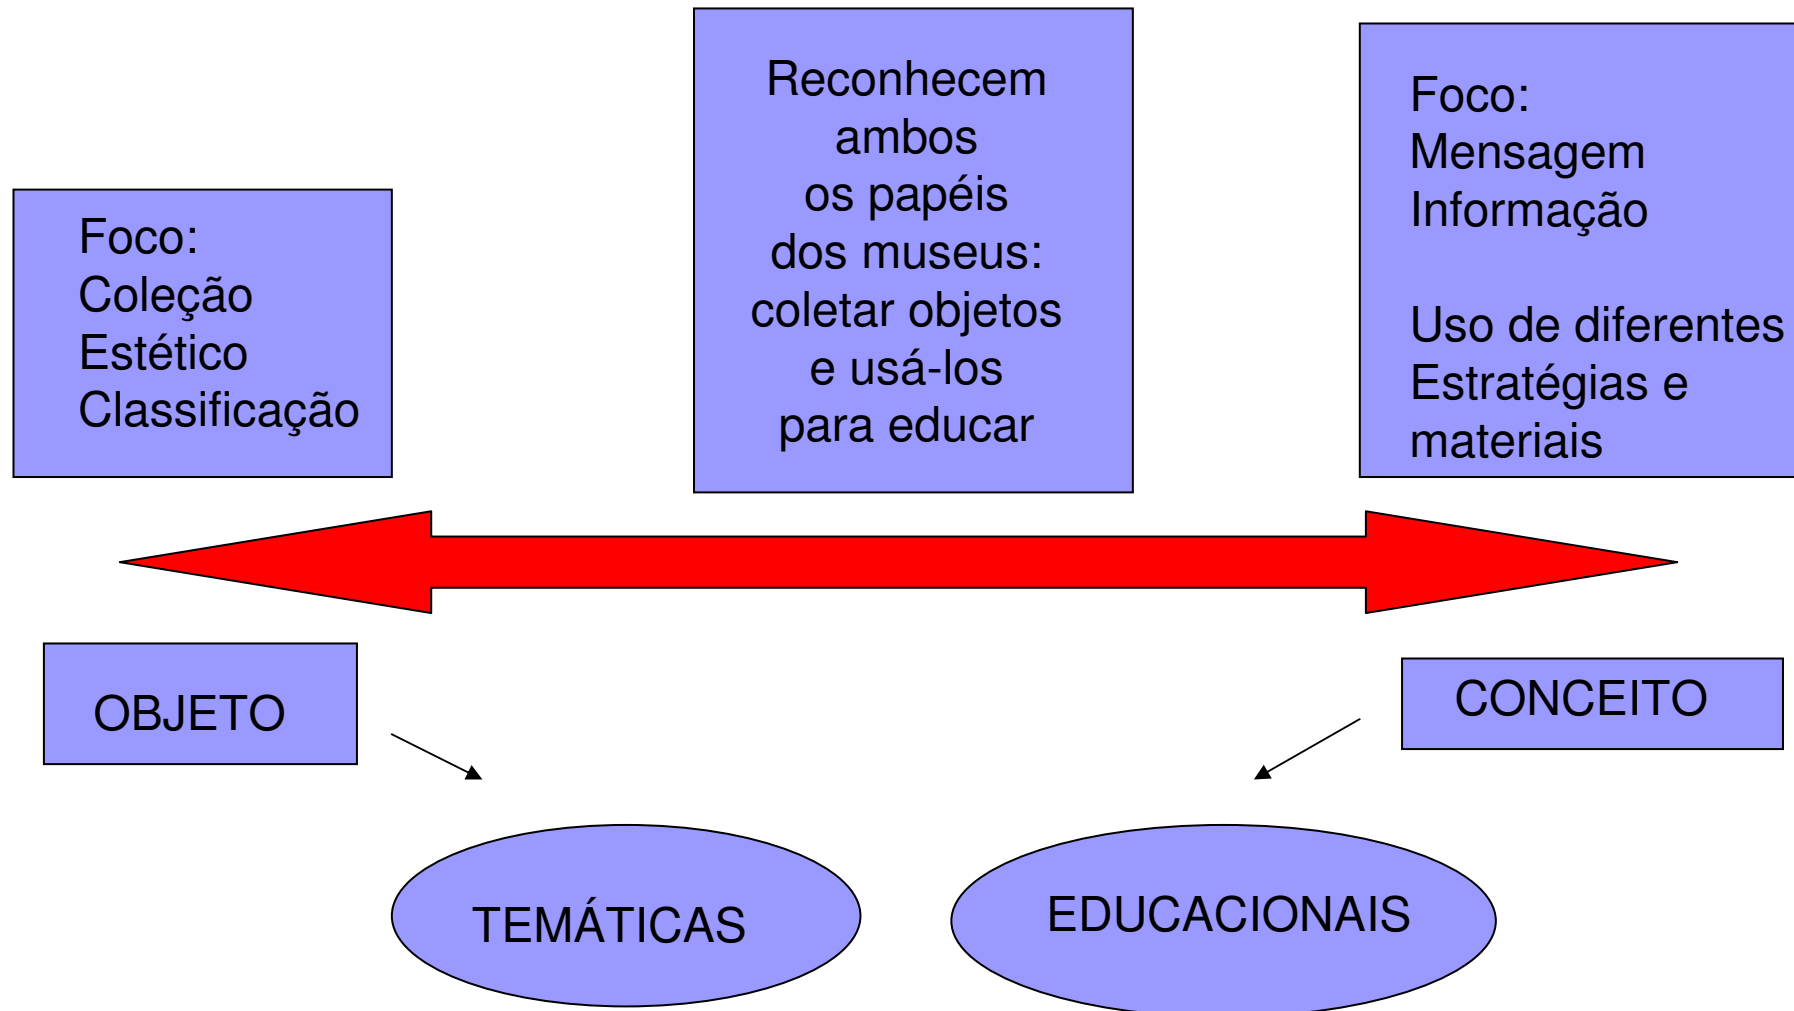 Foco:
Coleção
Estético
Classificação
Reconhecem
ambos
os papéis
dos museus:
coletar objetos
e usá-los
para educar
Foco:
Mensagem
Informação
Uso de diferentes
Estratégias e
materiais
OBJETO
CONCEITO
TEMÁTICAS
EDUCACIONAIS